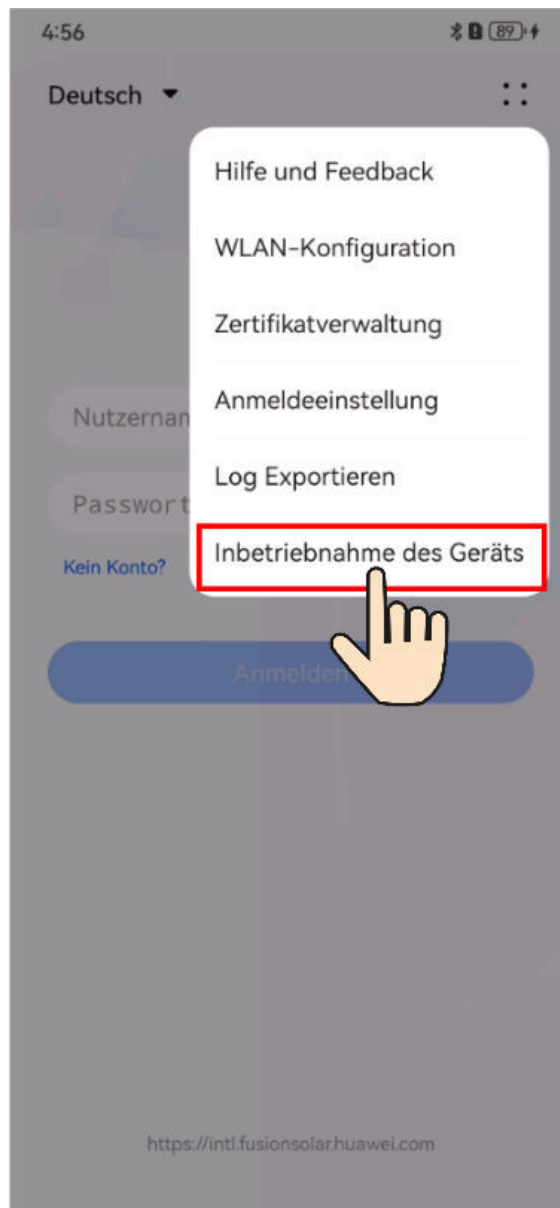 4:56
89
Deutsch
Hilfe und Feedback
WLAN-Konfiguration
Zertifikatverwaltung
Anmeldeeinstellung
Nutzernan
Log Exportieren
Passwort
Inbetriebnahme des Geräts
Kein Konto?
Anmelden
https://intl.fusionsolar.huawei.com